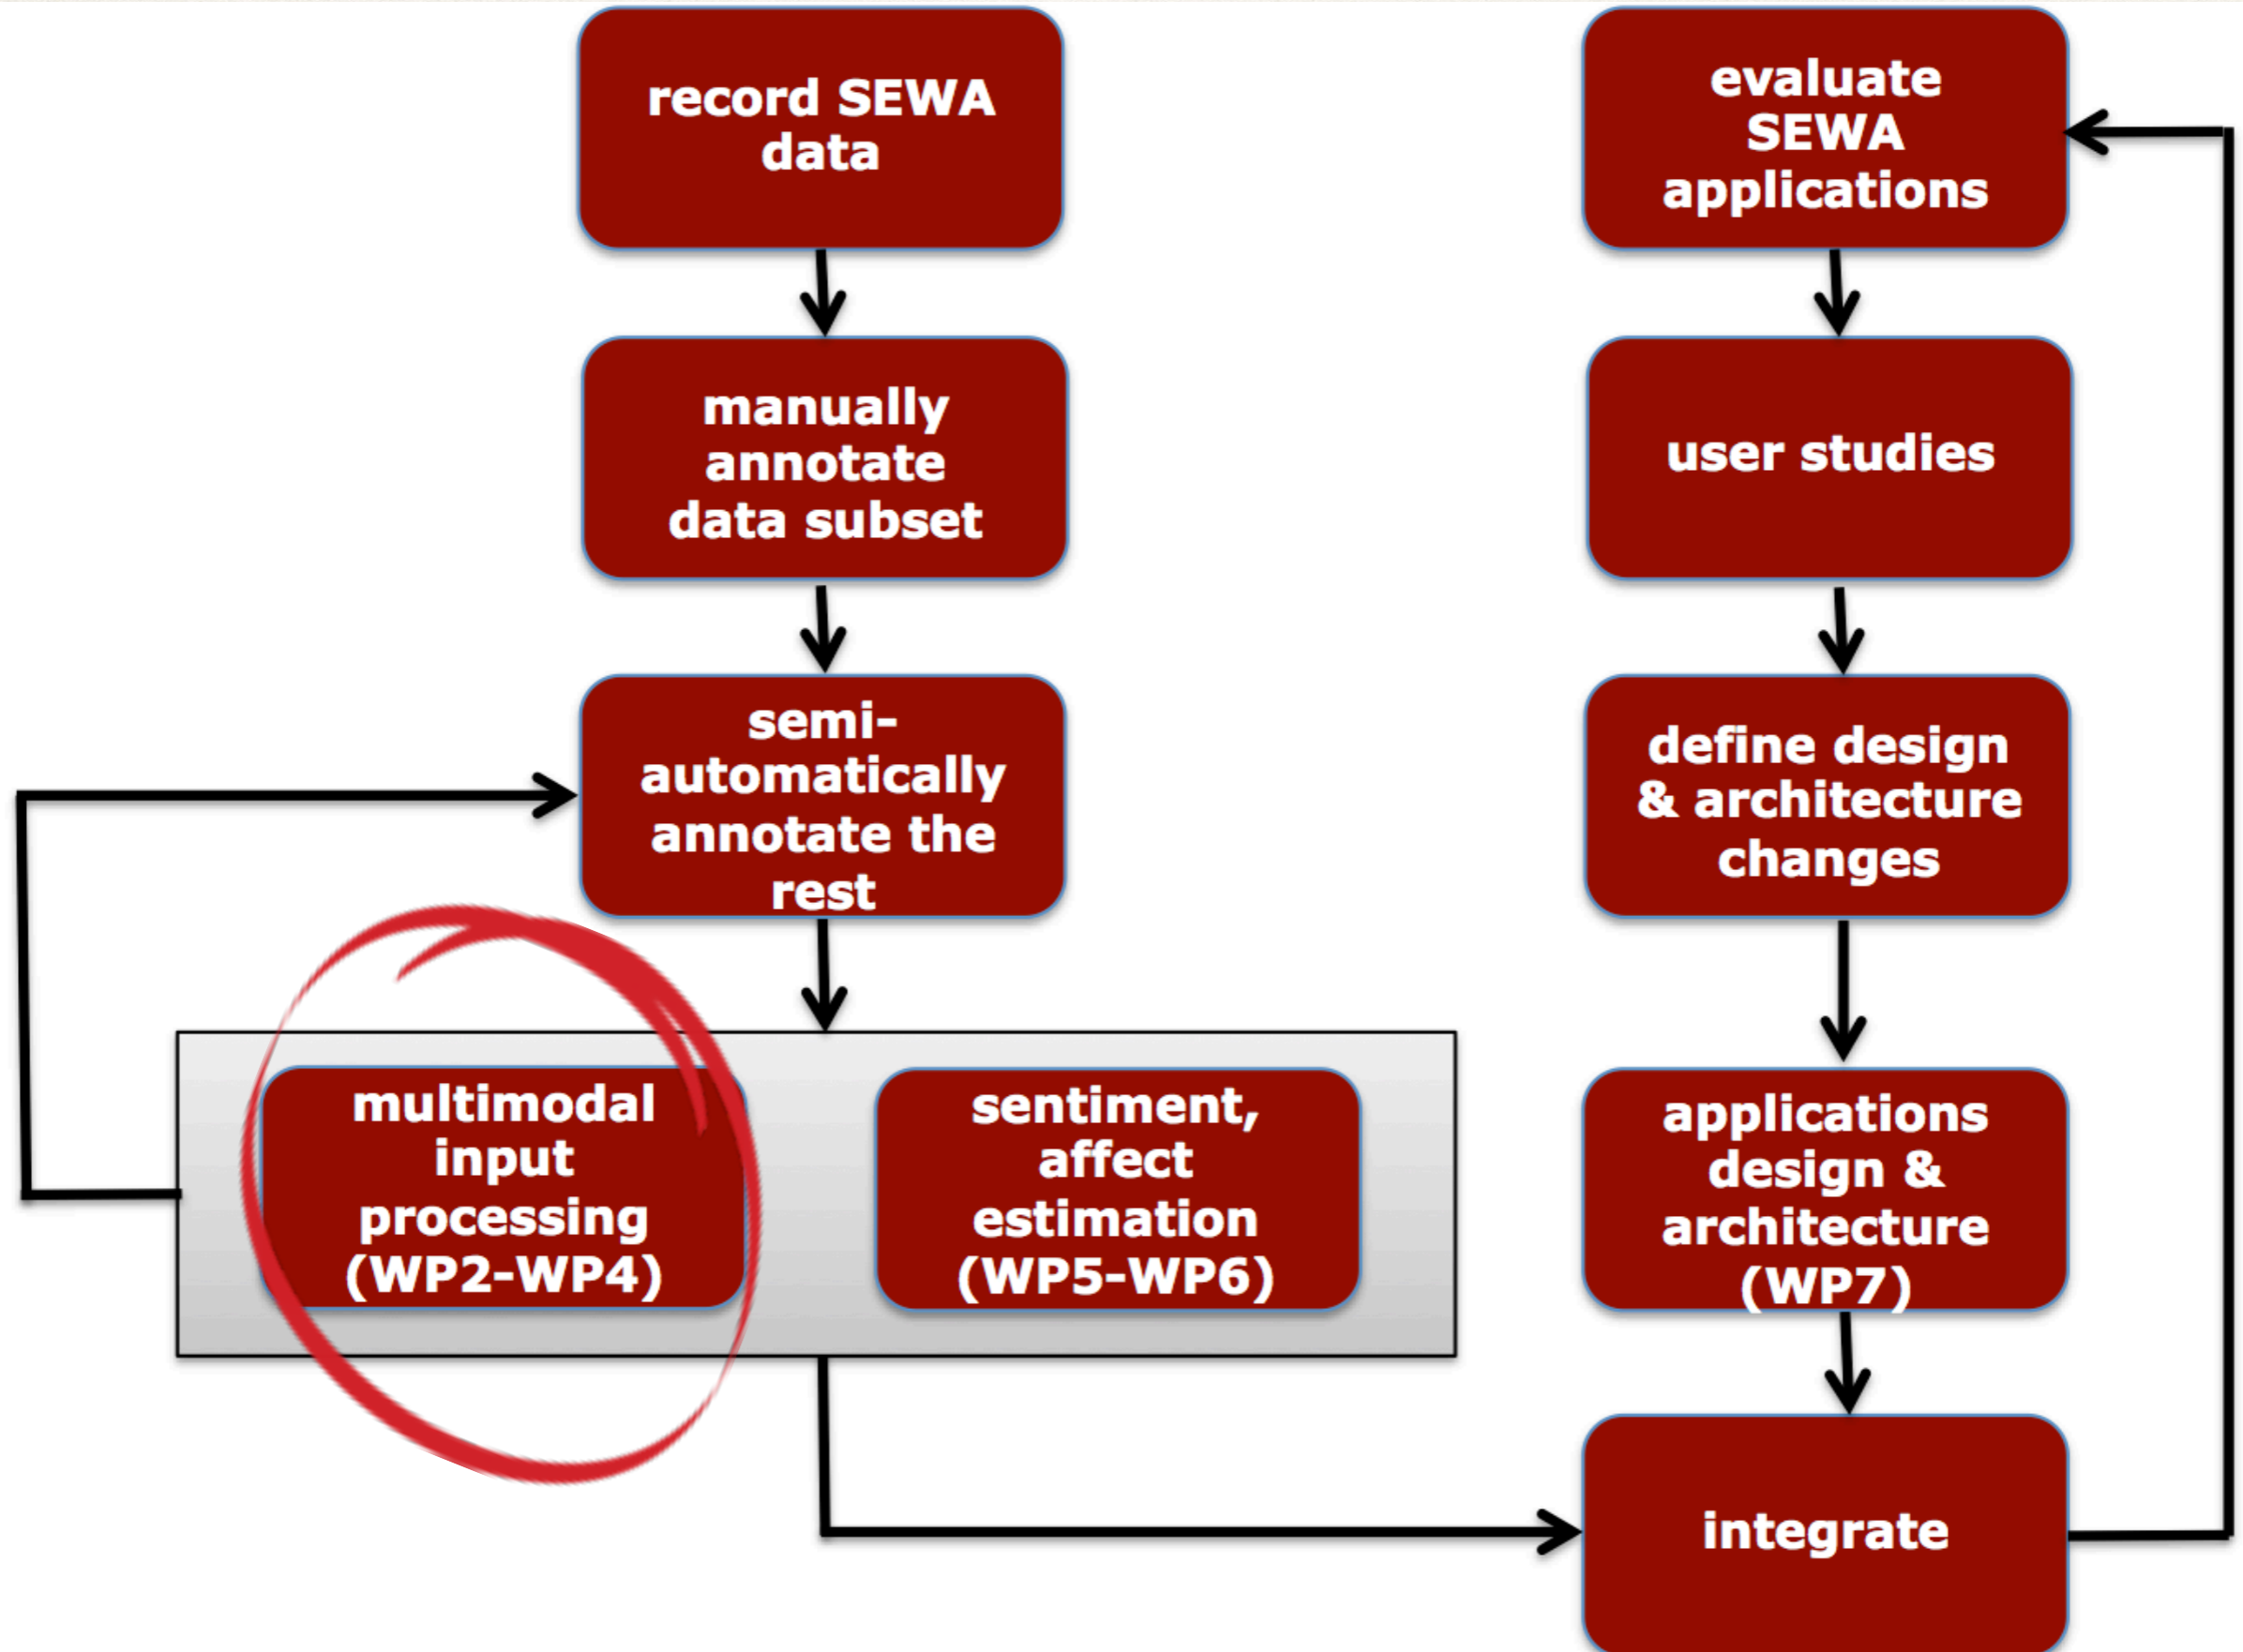 record SEWA
data
manually
annotate
data subset
semi-
automatically
annotate the
rest
multimodal
input
processing
(WP2-WP4)
sentiment,
affect
estimation
(WP5-WP6)
evaluate
SEWA
applications
user studies
define design
& architecture
changes
applications
design &
architecture
(WP7)
integrate